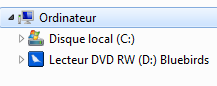 Ordinateur
Disque local (C:)
Lecteur DVD RW (D:) Bluebirds